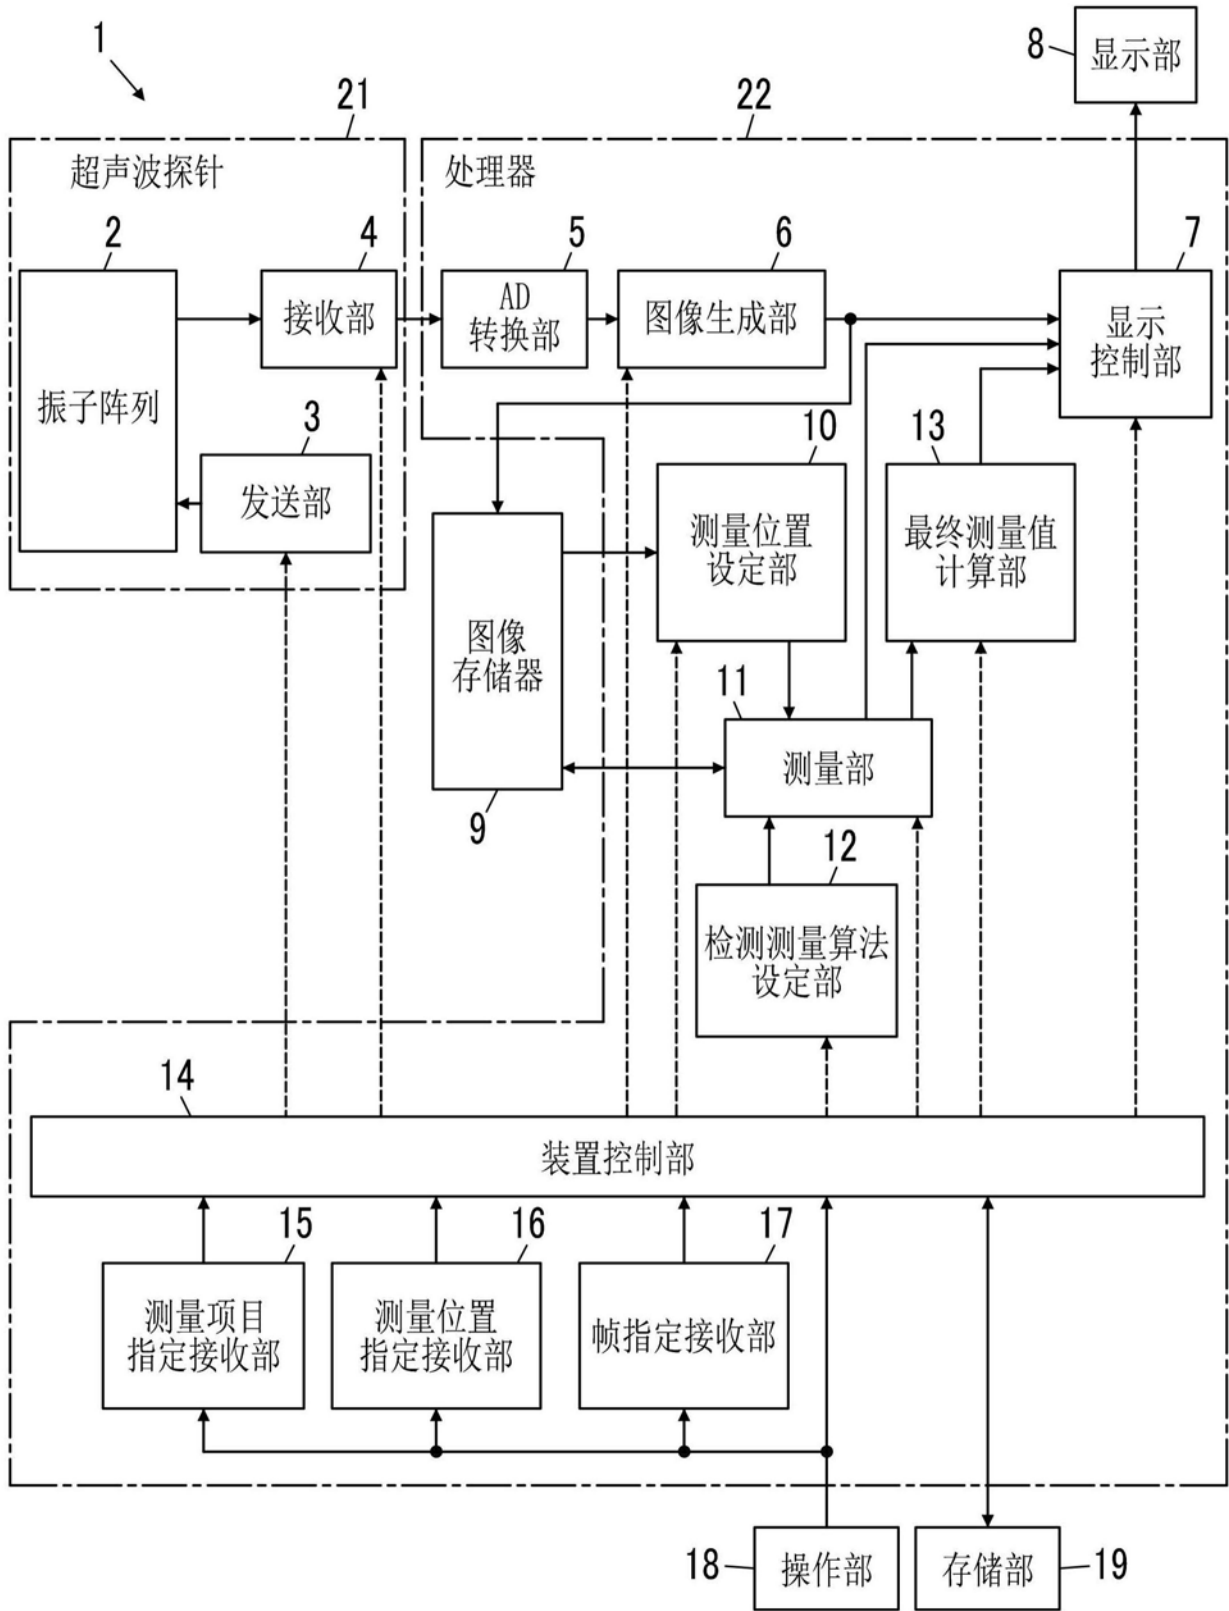 1
8
显示部
21
22
超声波探针
处理器
2
4
5
6
7
振子阵列
接收部
AD
转换部
图像生成部
显示
控制部
3
发送部
10
13
测量位置
设定部
最终测量值
计算部
图像
存储器
9
11
测量部
12
检测测量算法
设定部
14
装置控制部
15
16
17
测量项目
指定接收部
测量位置
指定接收部
帧指定接收部
18
操作部
存储部
19